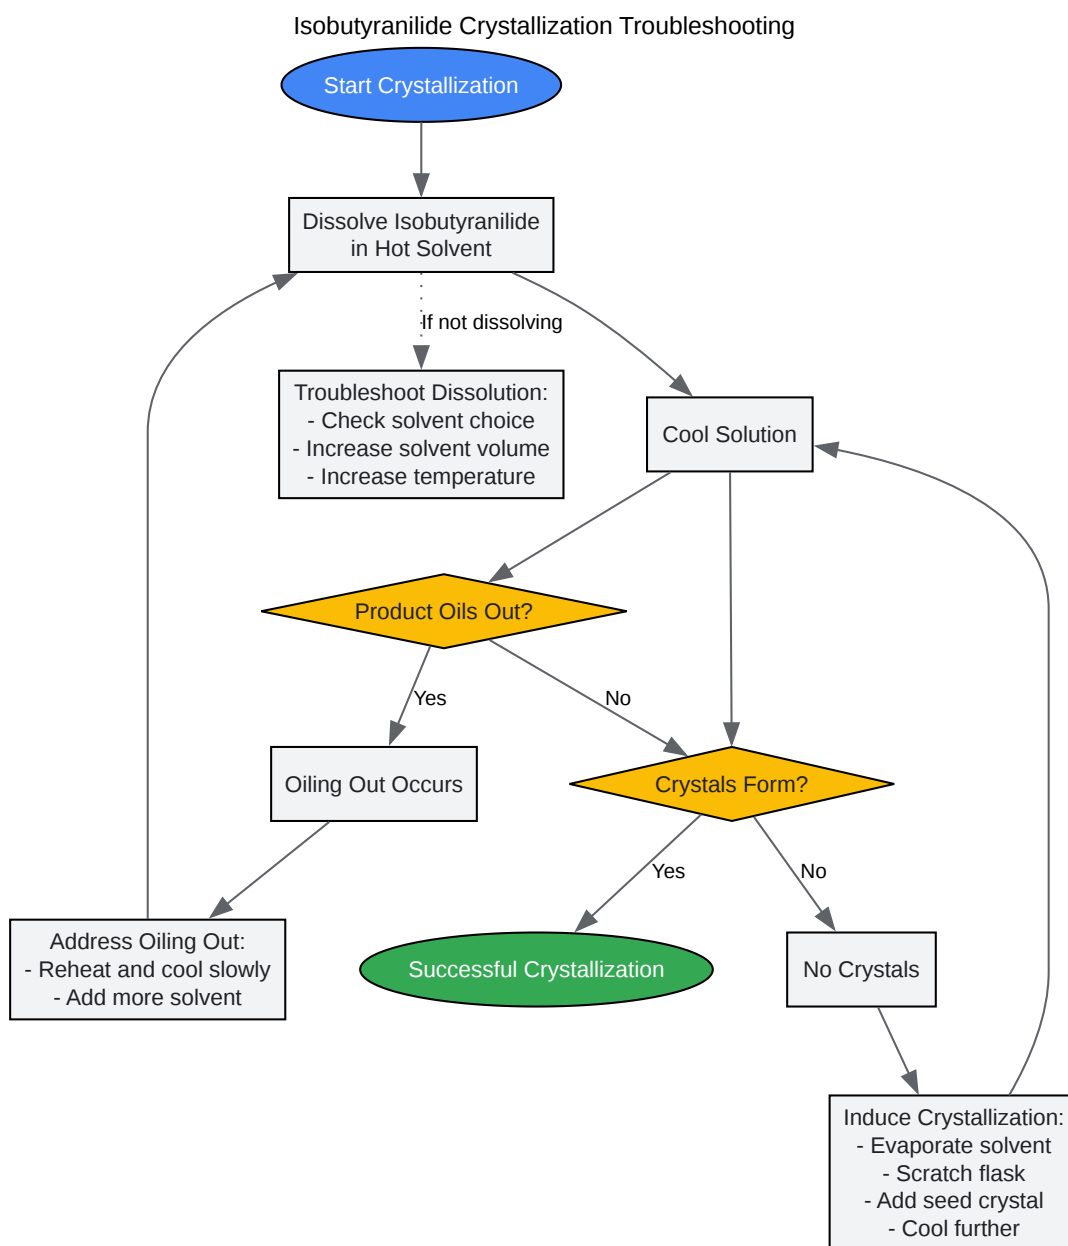 Isobutyranilide Crystallization Troubleshooting
Start Crystallization
Dissolve Isobutyranilide
in Hot Solvent
If not dissolving
Troubleshoot Dissolution:
- Check solvent choice
- Increase solvent volume
- Increase temperature
Cool Solution
Product Oils Out?
Yes
No
Oiling Out Occurs
Crystals Form?
Yes
No
Address Oiling Out:
- Reheat and cool slowly
- Add more solvent
Successful Crystallization
No Crystals
Induce Crystallization:
- Evaporate solvent
- Scratch flask
- Add seed crystal
- Cool further